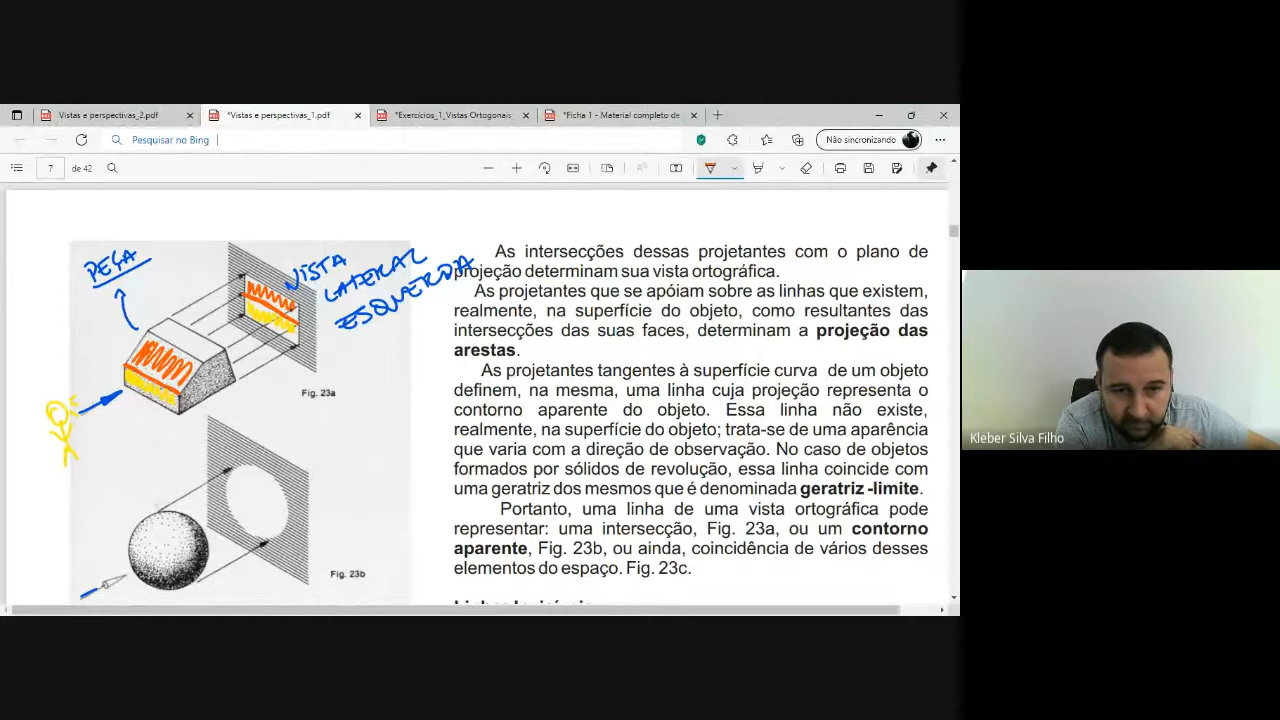 Vistas e perspectivas_2.pdf
*Vistas e perspectivas_1.pdf
*Exercícios_1_Vistas Ortogonais_
*Ficha 1 - Material completo de
Pesquisar no Bing
Não sincronizando
7 de 42
PEÇA
VISTA
LATERAL
ESQUERDA
Fig. 23a
Fig. 23b
As intersecções dessas projetantes com o plano de
projeção determinam sua vista ortográfica.
As projetantes que se apóiam sobre as linhas que existem,
realmente, na superfície do objeto, como resultantes das
intersecções das suas faces, determinam a projeção das
arestas.
As projetantes tangentes à superfície curva de um objeto
definem, na mesma, uma linha cuja projeção representa o
contorno aparente do objeto. Essa linha não existe,
realmente, na superfície do objeto; trata-se de uma aparência
que varia com a direção de observação. No caso de objetos
formados por sólidos de revolução, essa linha coincide com
uma geratriz dos mesmos que é denominada geratriz -limite.
Portanto, uma linha de uma vista ortográfica pode
representar: uma intersecção, Fig. 23a, ou um contorno
aparente, Fig. 23b, ou ainda, coincidência de vários desses
elementos do espaço. Fig. 23c.
Kleber Silva Filho